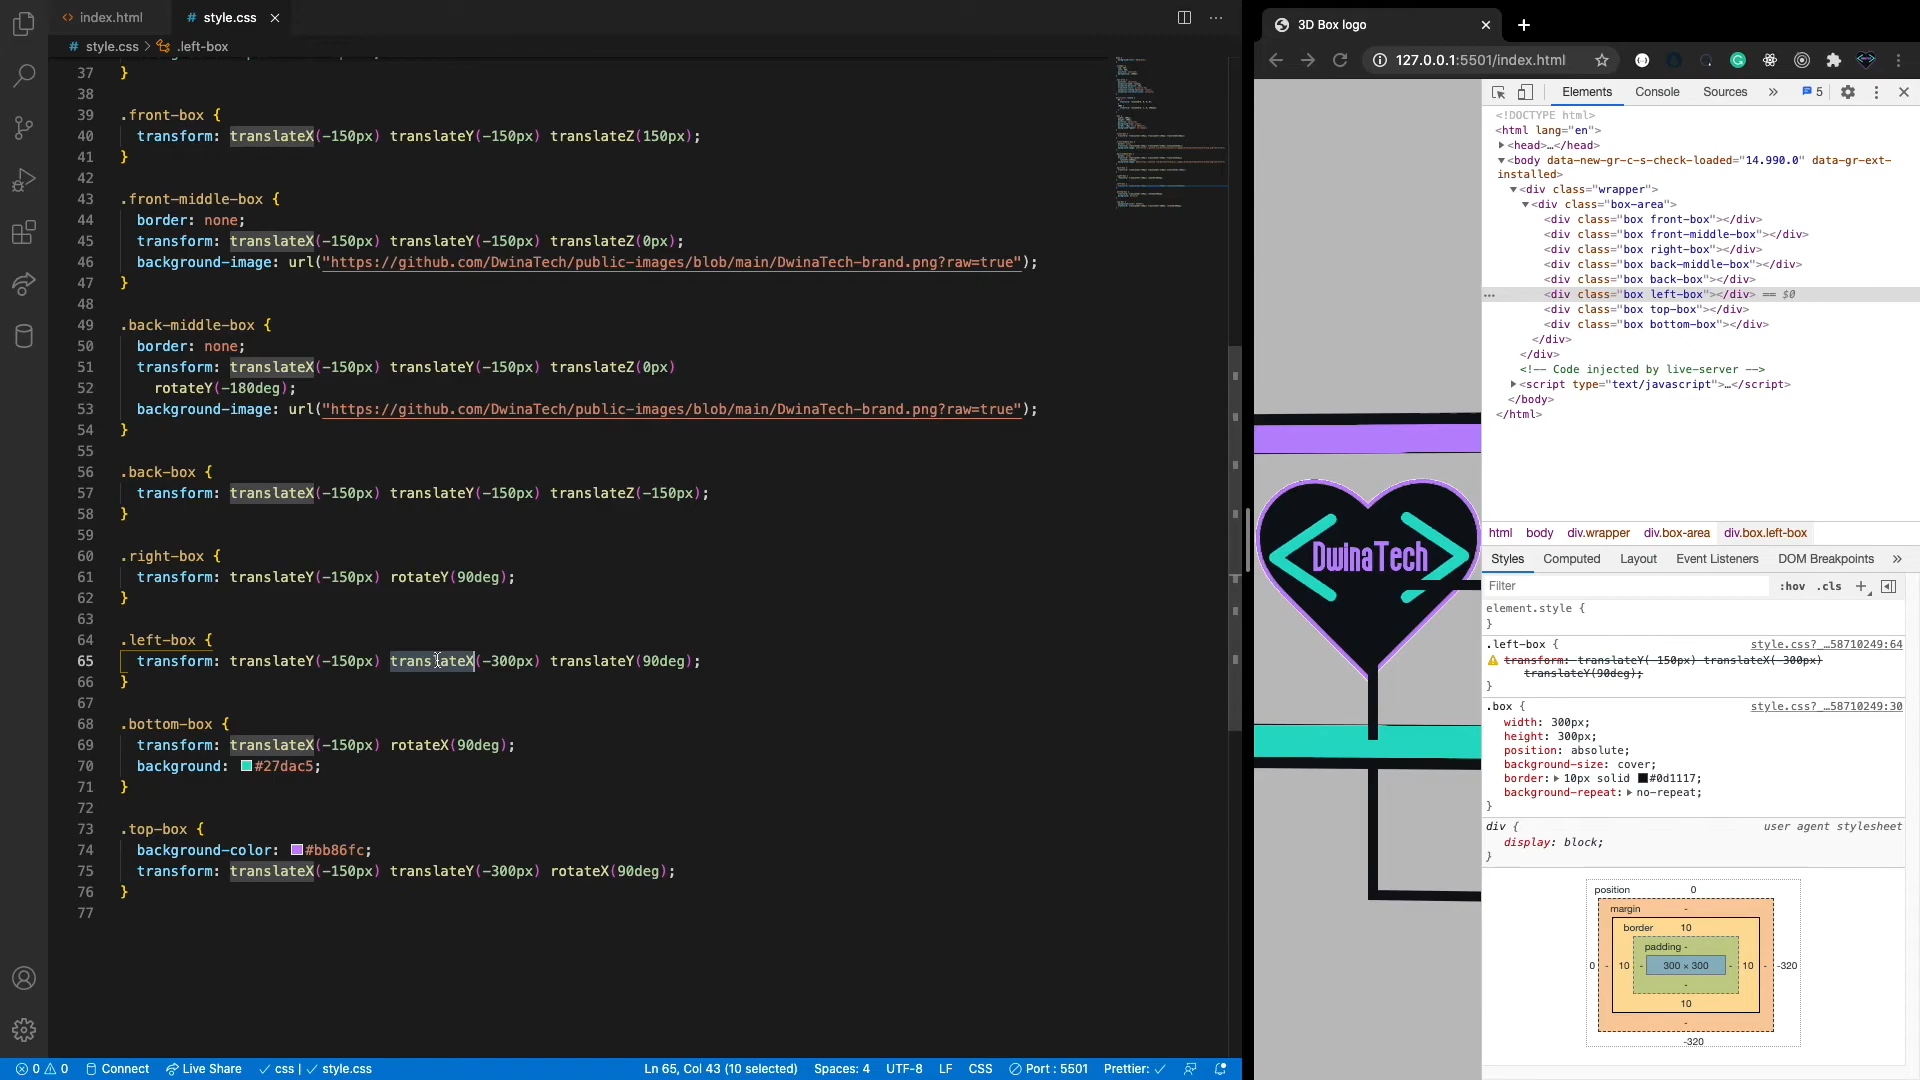 index.html
style.css
style.css > .left-box
37 }
38
39 .front-box {
40 transform: translateX(-150px) translateY(-150px) translateZ(150px);
41 }
42
43 .front-middle-box {
44 border: none;
45 transform: translateX(-150px) translateY(-150px) translateZ(0px);
46 background-image: url("https://github.com/DwinaTech/public-images/blob/main/DwinaTech-brand.png?raw=true");
47 }
48
49 .back-middle-box {
50 border: none;
51 transform: translateX(-150px) translateY(-150px) translateZ(0px)
52 rotateY(-180deg);
53 background-image: url("https://github.com/DwinaTech/public-images/blob/main/DwinaTech-brand.png?raw=true");
54 }
55
56 .back-box {
57 transform: translateX(-150px) translateY(-150px) translateZ(-150px);
58 }
59
60 .right-box {
61 transform: translateY(-150px) rotateY(90deg);
62 }
63
64 .left-box {
65 transform: translateY(-150px) translateX(-300px) translateY(90deg);
66 }
67
68 .bottom-box {
69 transform: translateX(-150px) rotateX(90deg);
70 background: #27dac5;
71 }
72
73 .top-box {
74 background-color: #bb86fc;
75 transform: translateX(-150px) translateY(-300px) rotateX(90deg);
76 }
77
0 0 Connect Live Share css | style.css Ln 65, Col 43 (10 selected) Spaces: 4 UTF-8 LF CSS Port : 5501 Prettier:
3D Box logo
127.0.0.1:5501/index.html
DwinaTech
Elements Console Sources » 5
<!DOCTYPE html>
<html lang="en">
<head>…</head>
<body data-new-gr-c-s-check-loaded="14.990.0" data-gr-ext-
installed>
<div class="wrapper">
<div class="box-area">
<div class="box front-box"></div>
<div class="box front-middle-box"></div>
<div class="box right-box"></div>
<div class="box back-middle-box"></div>
<div class="box back-box"></div>
<div class="box left-box"></div> == $0
<div class="box top-box"></div>
<div class="box bottom-box"></div>
</div>
</div>
<!-- Code injected by live-server -->
<script type="text/javascript">…</script>
</body>
</html>
html body div.wrapper div.box-area div.box.left-box
Styles Computed Layout Event Listeners DOM Breakpoints »
Filter :hov .cls +
element.style {
}
.left-box { style.css?_…58710249:64
transform: translateY(-150px) translateX(-300px)
translateY(90deg);
}
.box { style.css?_…58710249:30
width: 300px;
height: 300px;
position: absolute;
background-size: cover;
border: 10px solid #0d1117;
background-repeat: no-repeat;
}
div { user agent stylesheet
display: block;
}
position 0
margin -
border 10
padding -
0 - 10 - 300 × 300 - 10 - -320
-
10
-
-320